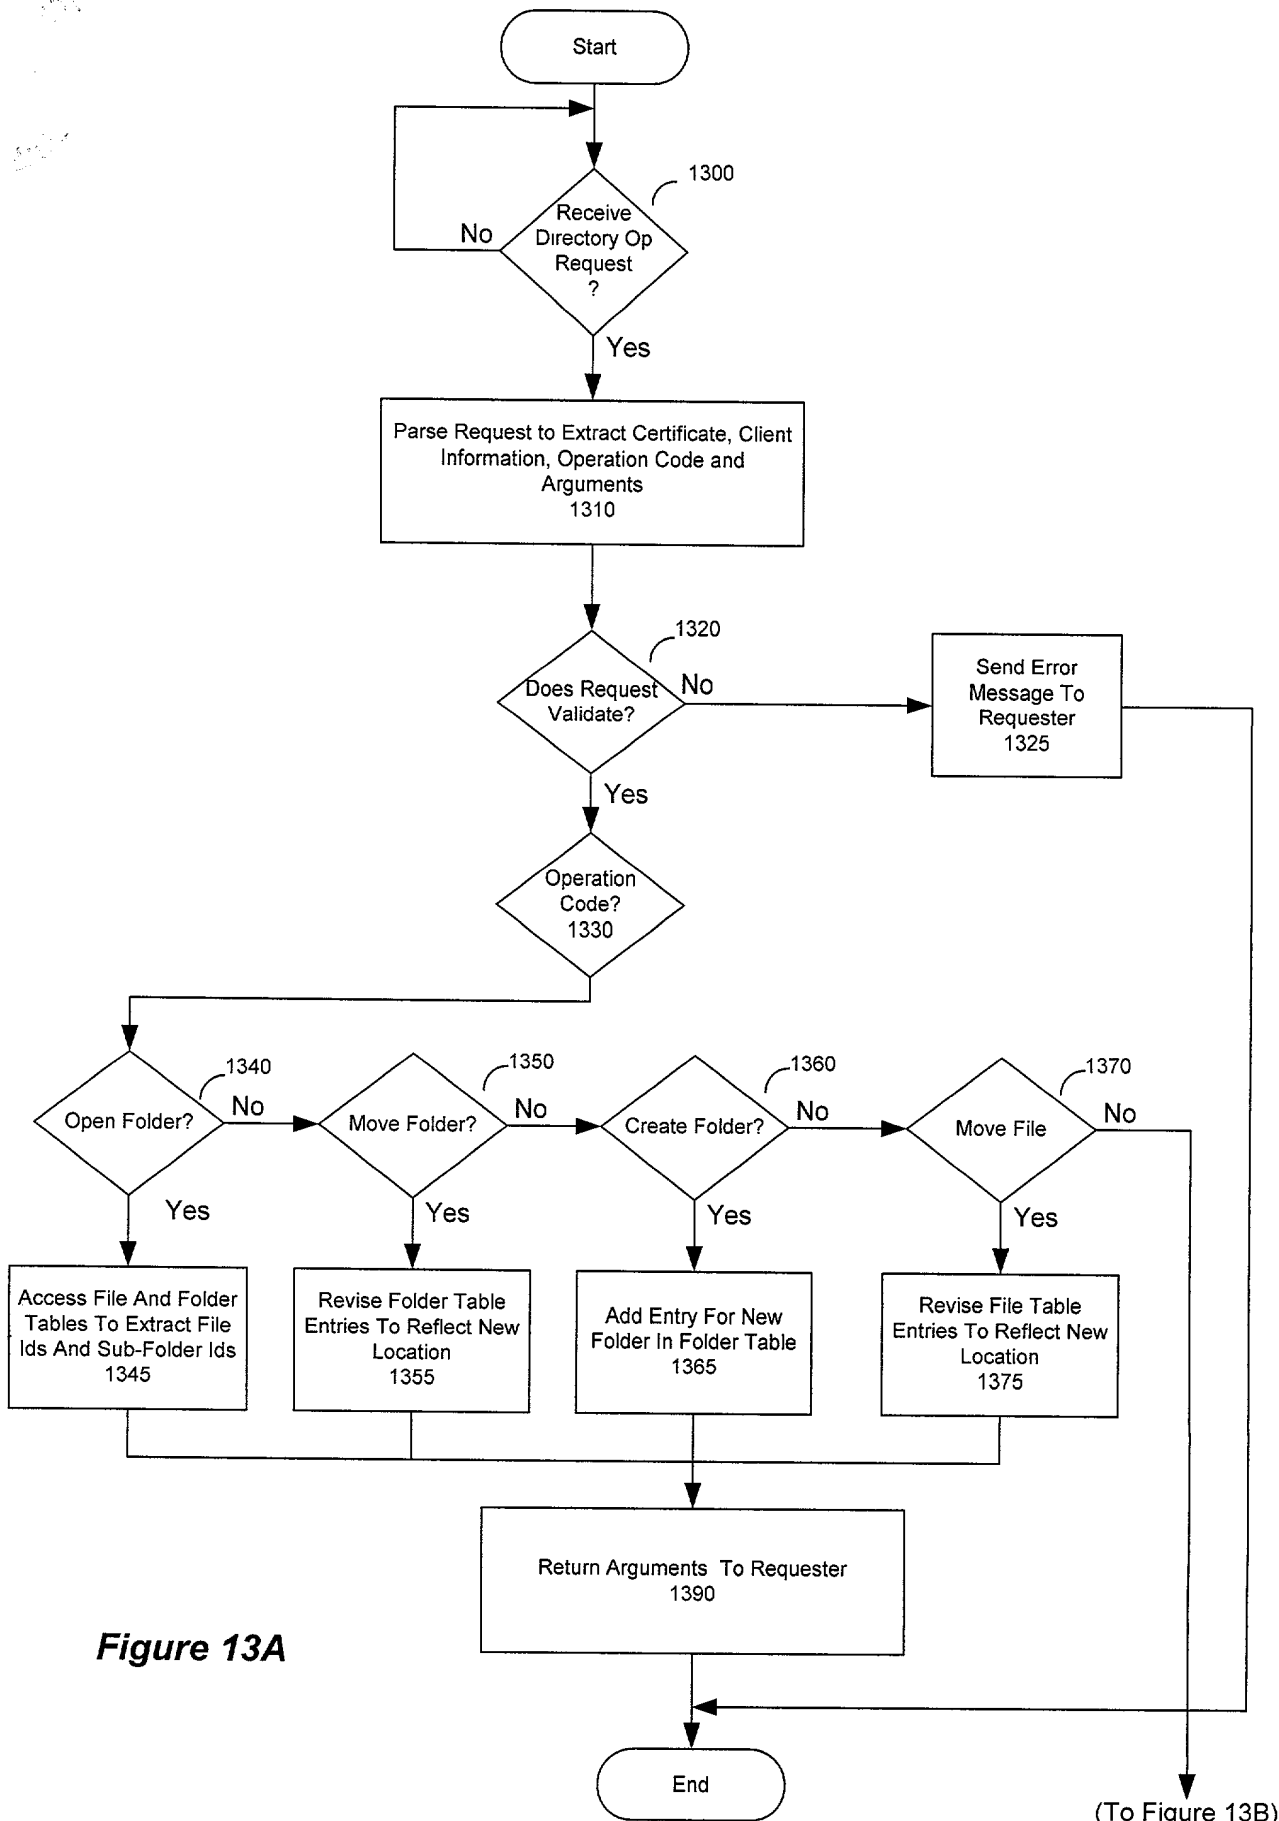 Start
1300
Receive
Directory Op
Request
?
No
Yes
Parse Request to Extract Certificate, Client
Information, Operation Code and
Arguments
1310
1320
Does Request
Validate?
No
Send Error
Message To
Requester
1325
Yes
Operation
Code?
1330
1340
Open Folder?
No
1350
Move Folder?
No
1360
Create Folder?
No
1370
Move File
No
Yes
Yes
Yes
Yes
Access File And Folder
Tables To Extract File
Ids And Sub-Folder Ids
1345
Revise Folder Table
Entries To Reflect New
Location
1355
Add Entry For New
Folder In Folder Table
1365
Revise File Table
Entries To Reflect New
Location
1375
Return Arguments To Requester
1390
Figure 13A
End
(To Figure 13B)